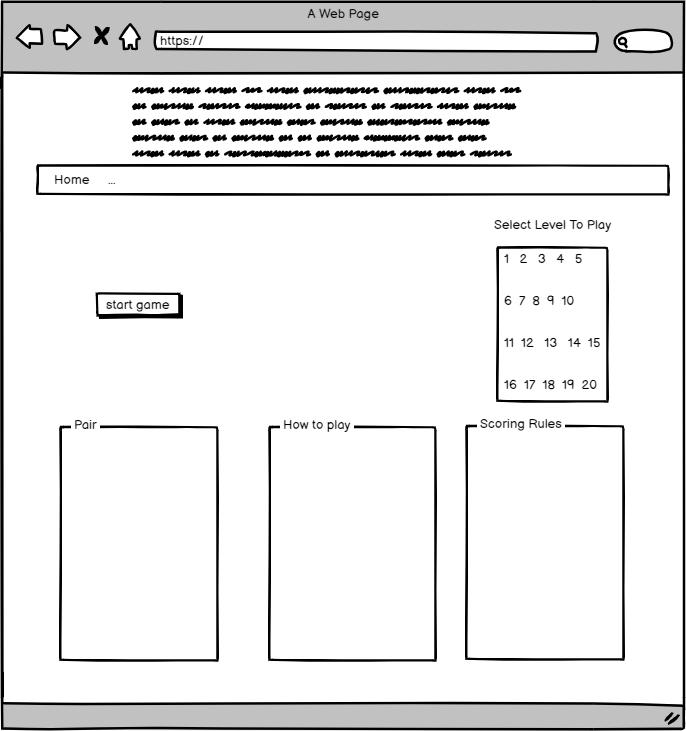 A Web Page
https://
Home ...
Select Level To Play
1 2 3 4 5
6 7 8 9 10
11 12 13 14 15
16 17 18 19 20
start game
Pair
How to play
Scoring Rules